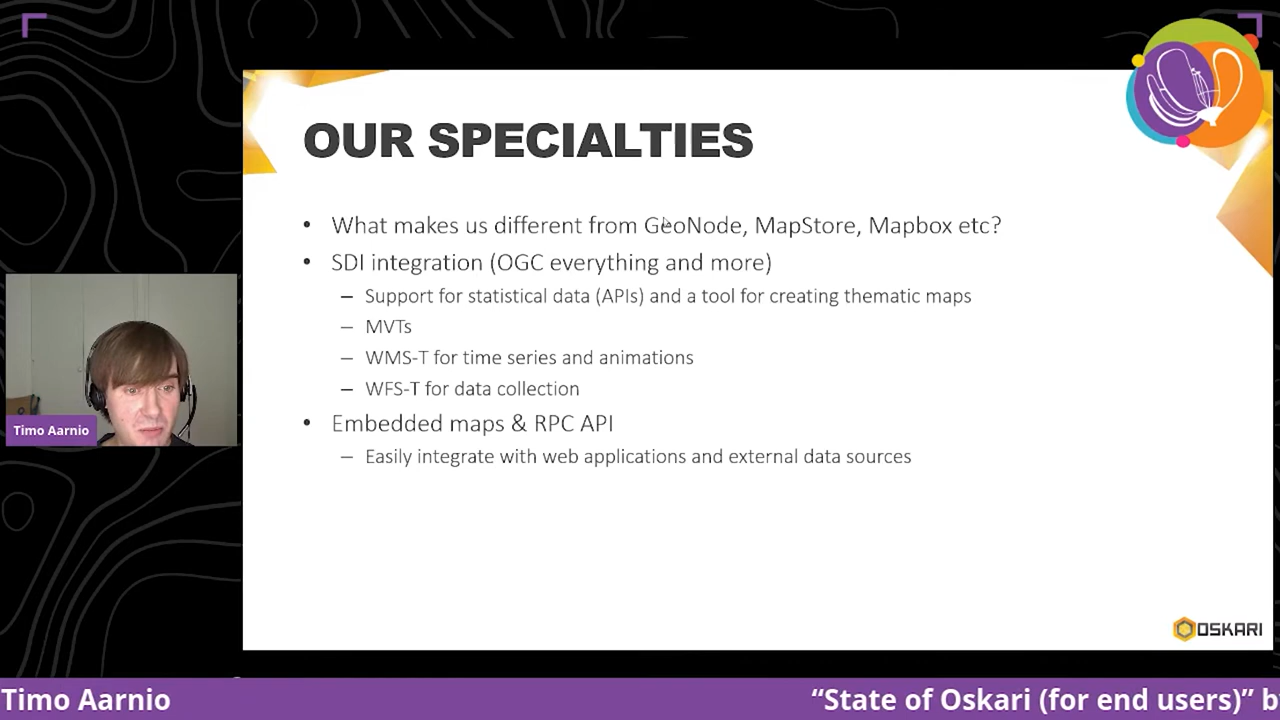 OUR SPECIALTIES
• What makes us different from GeoNode, MapStore, Mapbox etc?
• SDI integration (OGC everything and more)
– Support for statistical data (APIs) and a tool for creating thematic maps
– MVTs
– WMS-T for time series and animations
– WFS-T for data collection
• Embedded maps & RPC API
– Easily integrate with web applications and external data sources
Timo Aarnio
OSKARI
Timo Aarnio
“State of Oskari (for end users)” b